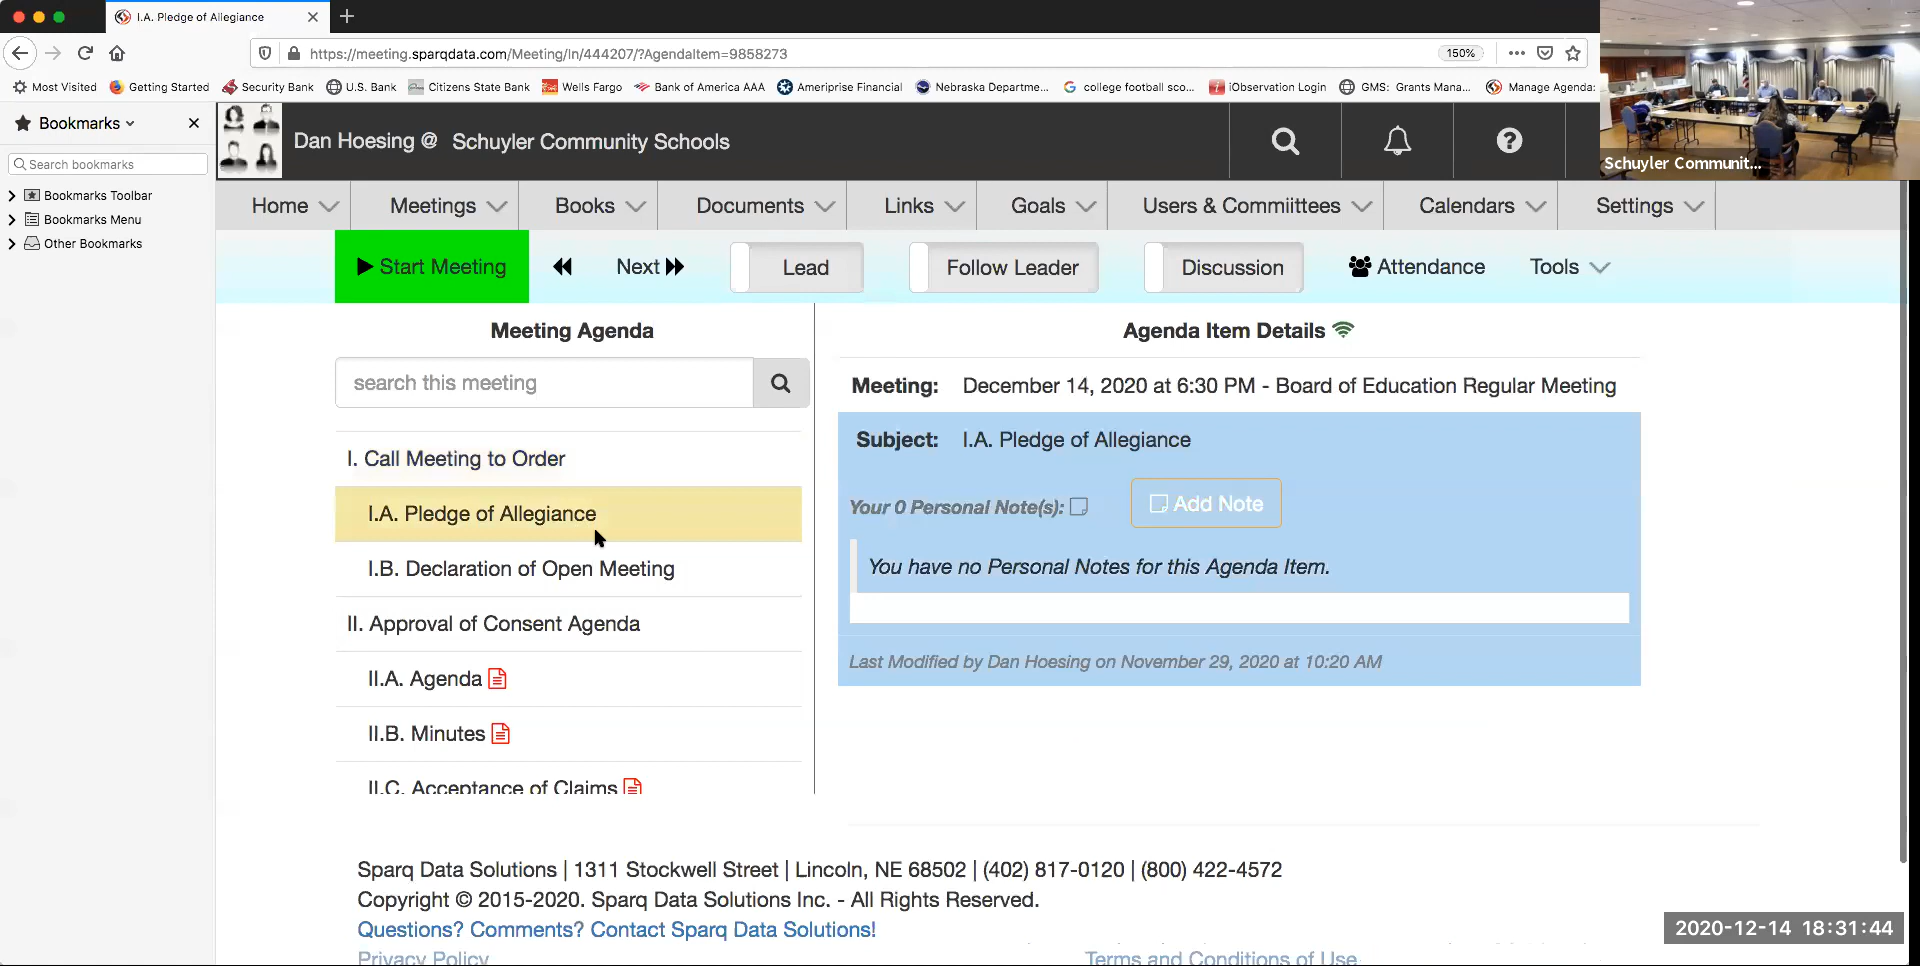 I.A. Pledge of Allegiance
https://meeting.sparqdata.com/Meeting/In/444207/?AgendaItem=9858273
150%
Most Visited
Getting Started
Security Bank
U.S. Bank
Citizens State Bank
Wells Fargo
Bank of America AAA
Ameriprise Financial
Nebraska Departme...
college football sco...
iObservation Login
GMS: Grants Mana...
Manage Agenda:
Schuyler Communit...
Bookmarks
Search bookmarks
Bookmarks Toolbar
Bookmarks Menu
Other Bookmarks
Dan Hoesing @ Schuyler Community Schools
Home
Meetings
Books
Documents
Links
Goals
Users & Commiittees
Calendars
Settings
Start Meeting
Next
Lead
Follow Leader
Discussion
Attendance
Tools
Meeting Agenda
search this meeting
I. Call Meeting to Order
I.A. Pledge of Allegiance
I.B. Declaration of Open Meeting
II. Approval of Consent Agenda
II.A. Agenda
II.B. Minutes
II.C. Acceptance of Claims
Agenda Item Details
Meeting: December 14, 2020 at 6:30 PM - Board of Education Regular Meeting
Subject: I.A. Pledge of Allegiance
Your 0 Personal Note(s):
Add Note
You have no Personal Notes for this Agenda Item.
Last Modified by Dan Hoesing on November 29, 2020 at 10:20 AM
Sparq Data Solutions | 1311 Stockwell Street | Lincoln, NE 68502 | (402) 817-0120 | (800) 422-4572
Copyright © 2015-2020. Sparq Data Solutions Inc. - All Rights Reserved.
Questions? Comments? Contact Sparq Data Solutions!
Privacy Policy
Terms and Conditions of Use
2020-12-14 18:31:44